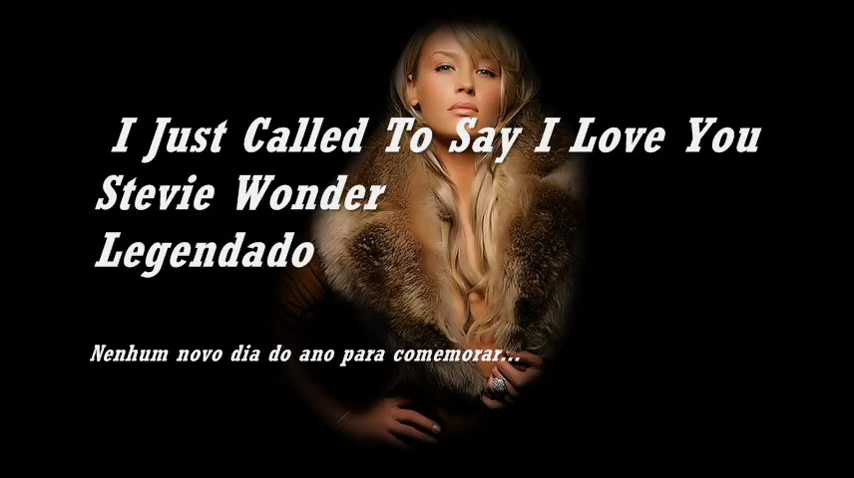 I Just Called To Say I Love You
Stevie Wonder
Legendado
Nenhum novo dia do ano para comemorar...